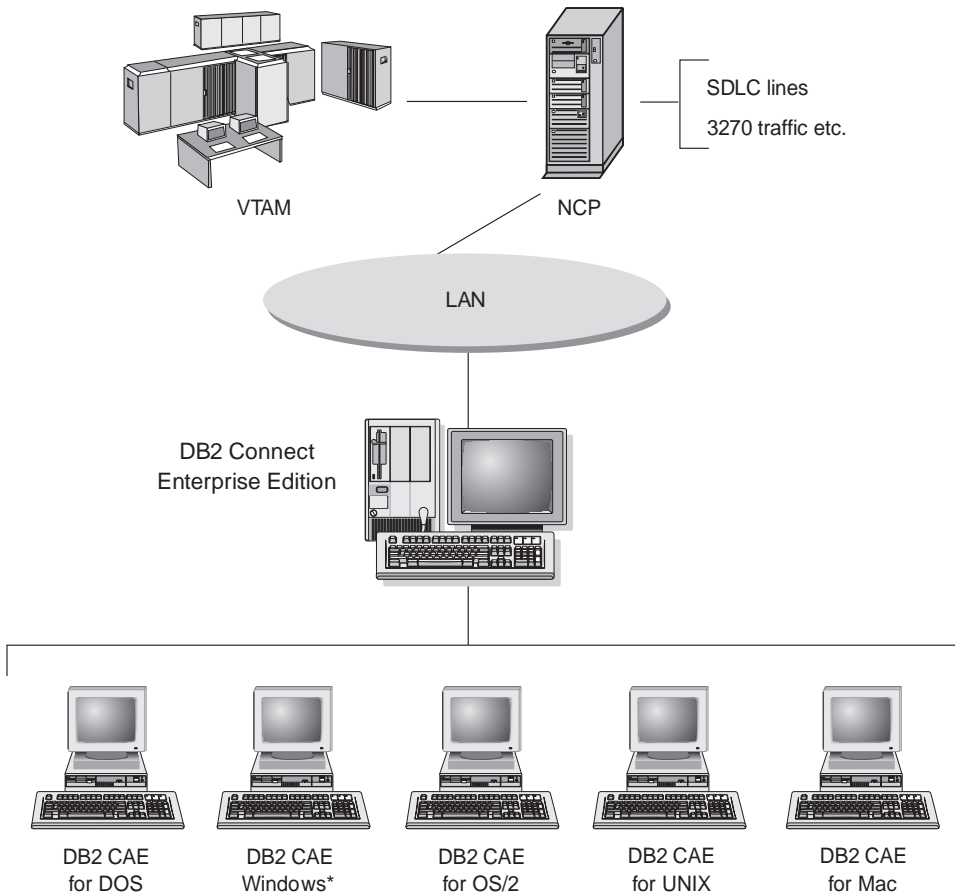 SDLC lines
3270 traffic etc.
VTAM
NCP
LAN
DB2 Connect
Enterprise Edition
DB2 CAE
for DOS
DB2 CAE
Windows*
DB2 CAE
for OS/2
DB2 CAE
for UNIX
DB2 CAE
for Mac